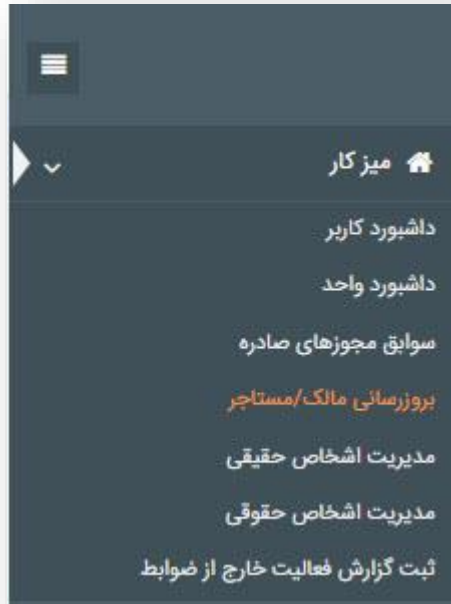 میز کار
داشبورد کاربر
داشبورد واحد
سوابق مجوزهای صادره
بروزرسانی مالک/مستاجر
مدیریت اشخاص حقیقی
مدیریت اشخاص حقوقی
ثبت گزارش فعالیت خارج از ضوابط